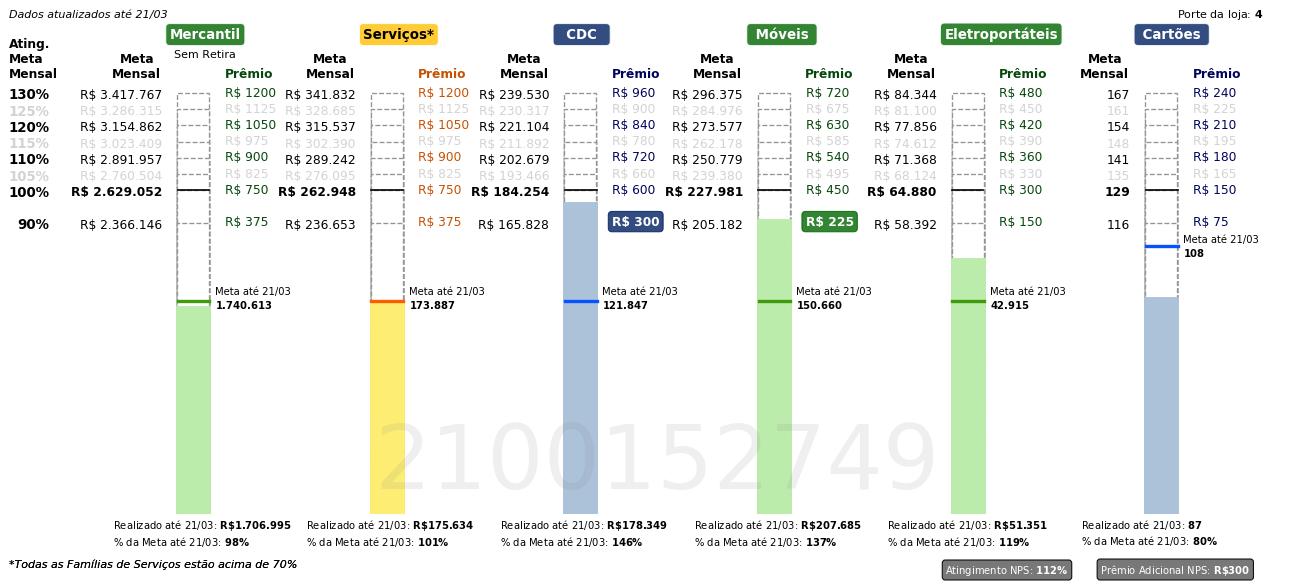 Dados atualizados até 21/03
Porte da loja: 4
Mercantil Serviços* CDC Móveis Eletroportáteis Cartões
Sem Retira
Ating. Meta Mensal
Meta Mensal Prêmio Meta Mensal Prêmio Meta Mensal Prêmio Meta Mensal Prêmio Meta Mensal Prêmio Meta Mensal Prêmio
130% R$ 3.417.767 R$ 1200 R$ 341.832 R$ 1200 R$ 239.530 R$ 960 R$ 296.375 R$ 720 R$ 84.344 R$ 480 167 R$ 240
125% R$ 3.286.315 R$ 1125 R$ 328.685 R$ 1125 R$ 230.317 R$ 900 R$ 284.976 R$ 675 R$ 81.100 R$ 450 161 R$ 225
120% R$ 3.154.862 R$ 1050 R$ 315.537 R$ 1050 R$ 221.104 R$ 840 R$ 273.577 R$ 630 R$ 77.856 R$ 420 154 R$ 210
115% R$ 3.023.409 R$ 975 R$ 302.390 R$ 975 R$ 211.892 R$ 780 R$ 262.178 R$ 585 R$ 74.612 R$ 390 148 R$ 195
110% R$ 2.891.957 R$ 900 R$ 289.242 R$ 900 R$ 202.679 R$ 720 R$ 250.779 R$ 540 R$ 71.368 R$ 360 141 R$ 180
105% R$ 2.760.504 R$ 825 R$ 276.095 R$ 825 R$ 193.466 R$ 660 R$ 239.380 R$ 495 R$ 68.124 R$ 330 135 R$ 165
100% R$ 2.629.052 R$ 750 R$ 262.948 R$ 750 R$ 184.254 R$ 600 R$ 227.981 R$ 450 R$ 64.880 R$ 300 129 R$ 150
90% R$ 2.366.146 R$ 375 R$ 236.653 R$ 375 R$ 165.828 R$ 300 R$ 205.182 R$ 225 R$ 58.392 R$ 150 116 R$ 75
Meta até 21/03
108
Meta até 21/03 Meta até 21/03 Meta até 21/03 Meta até 21/03 Meta até 21/03
1.740.613 173.887 121.847 150.660 42.915
2100152749
Realizado até 21/03: R$1.706.995 Realizado até 21/03: R$175.634 Realizado até 21/03: R$178.349 Realizado até 21/03: R$207.685 Realizado até 21/03: R$51.351 Realizado até 21/03: 87
% da Meta até 21/03: 98% % da Meta até 21/03: 101% % da Meta até 21/03: 146% % da Meta até 21/03: 137% % da Meta até 21/03: 119% % da Meta até 21/03: 80%
*Todas as Famílias de Serviços estão acima de 70%
Atingimento NPS: 112% Prêmio Adicional NPS: R$300